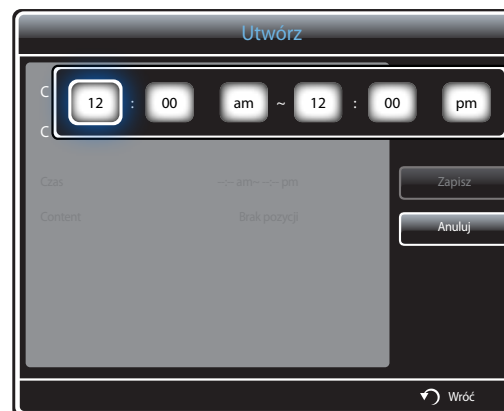 Utwórz
C
12 : 00 am ~ 12 : 00 pm
C
Czas --:-- am~ --:-- pm
Zapisz
Content Brak pozycji
Anuluj
Wróć